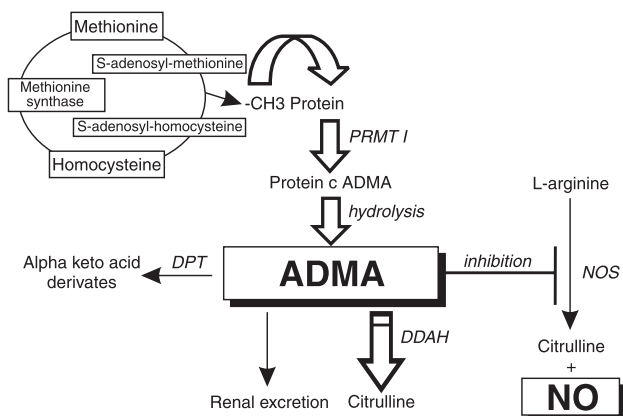 Methionine
S-adenosyl-methionine
Methionine
synthase
-CH3 Protein
S-adenosyl-homocysteine
Homocysteine
PRMT I
Protein c ADMA
L-arginine
hydrolysis
Alpha keto acid
derivates
DPT
ADMA
inhibition
NOS
DDAH
Citrulline
+
NO
Renal excretion
Citrulline